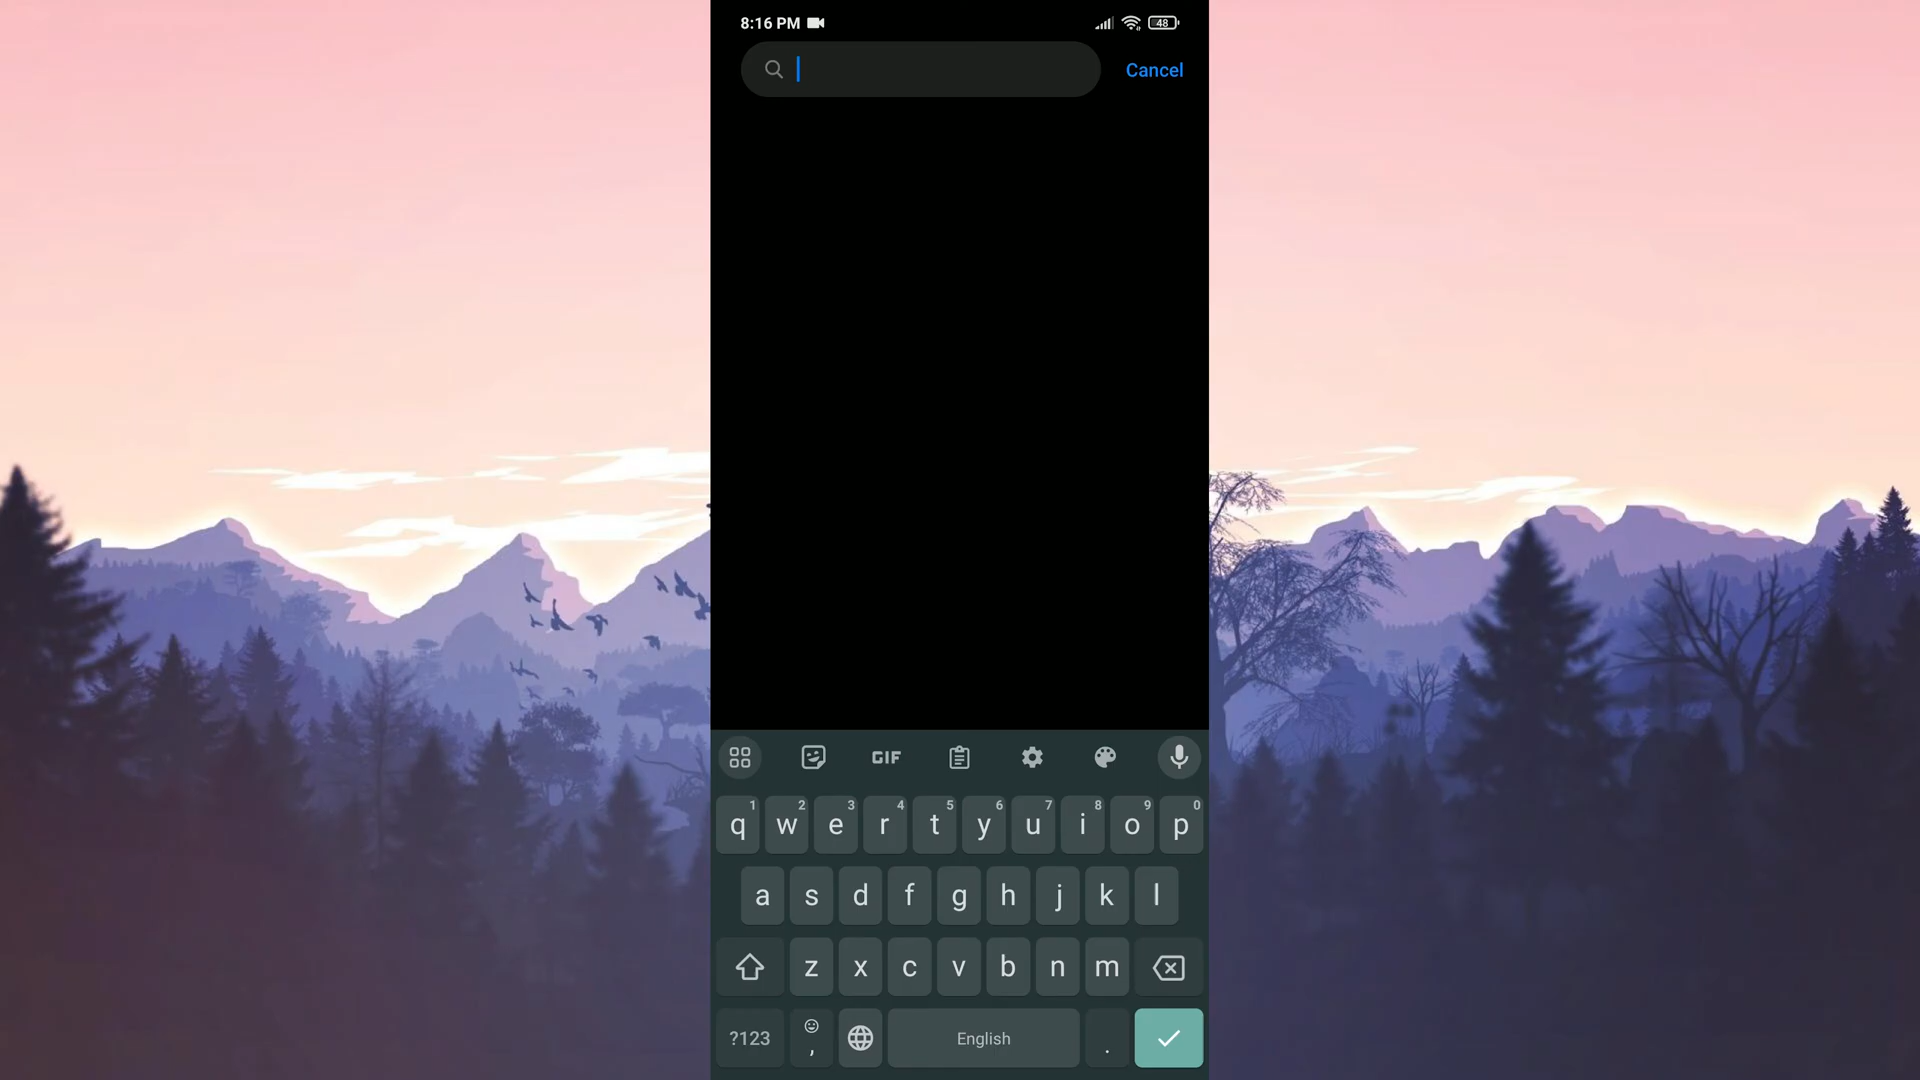 8:16 PM 48
Cancel
GIF
1 2 3 4 5 6 7 8 9 0
q w e r t y u i o p
a s d f g h j k l
z x c v b n m
?123 , English .